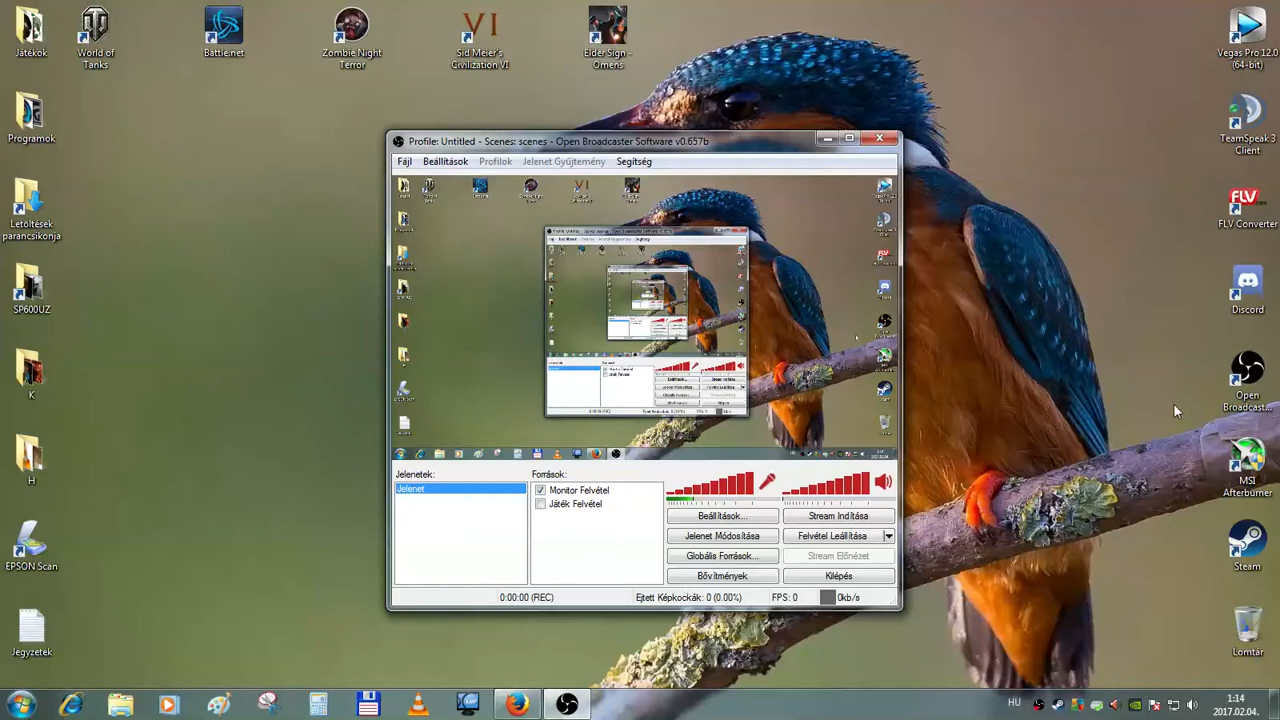 Játékok
World of
Tanks
Battle.net
Zombie Night
Terror
VI
Sid Meier's
Civilization VI
Elder Sign -
Omens
Vegas Pro 12.0
(64-bit)
Programok
TeamSpeak 3
Client
Letöltések
parancsikonja
FLV
.com
FLV Converter
SP600UZ
Discord
K
Open
Broadcast...
H
MSI
Afterburner
EPSON Scan
Steam
Jegyzetek
Lomtár
Profile: Untitled - Scenes: scenes - Open Broadcaster Software v0.657b
Fájl Beállítások Profilok Jelenet Gyűjtemény Segítség
Jelenetek:
Jelenet
Források:
Monitor Felvétel
Játék Felvétel
Beállítások... Stream Indítása
Jelenet Módosítása Felvétel Leállítása
Globális Források... Stream Előnézet
Bővítmények Kilépés
0:00:00 (REC) Ejtett Képkockák: 0 (0.00%) FPS: 0 0kb/s
HU
1:14
2017.02.04.